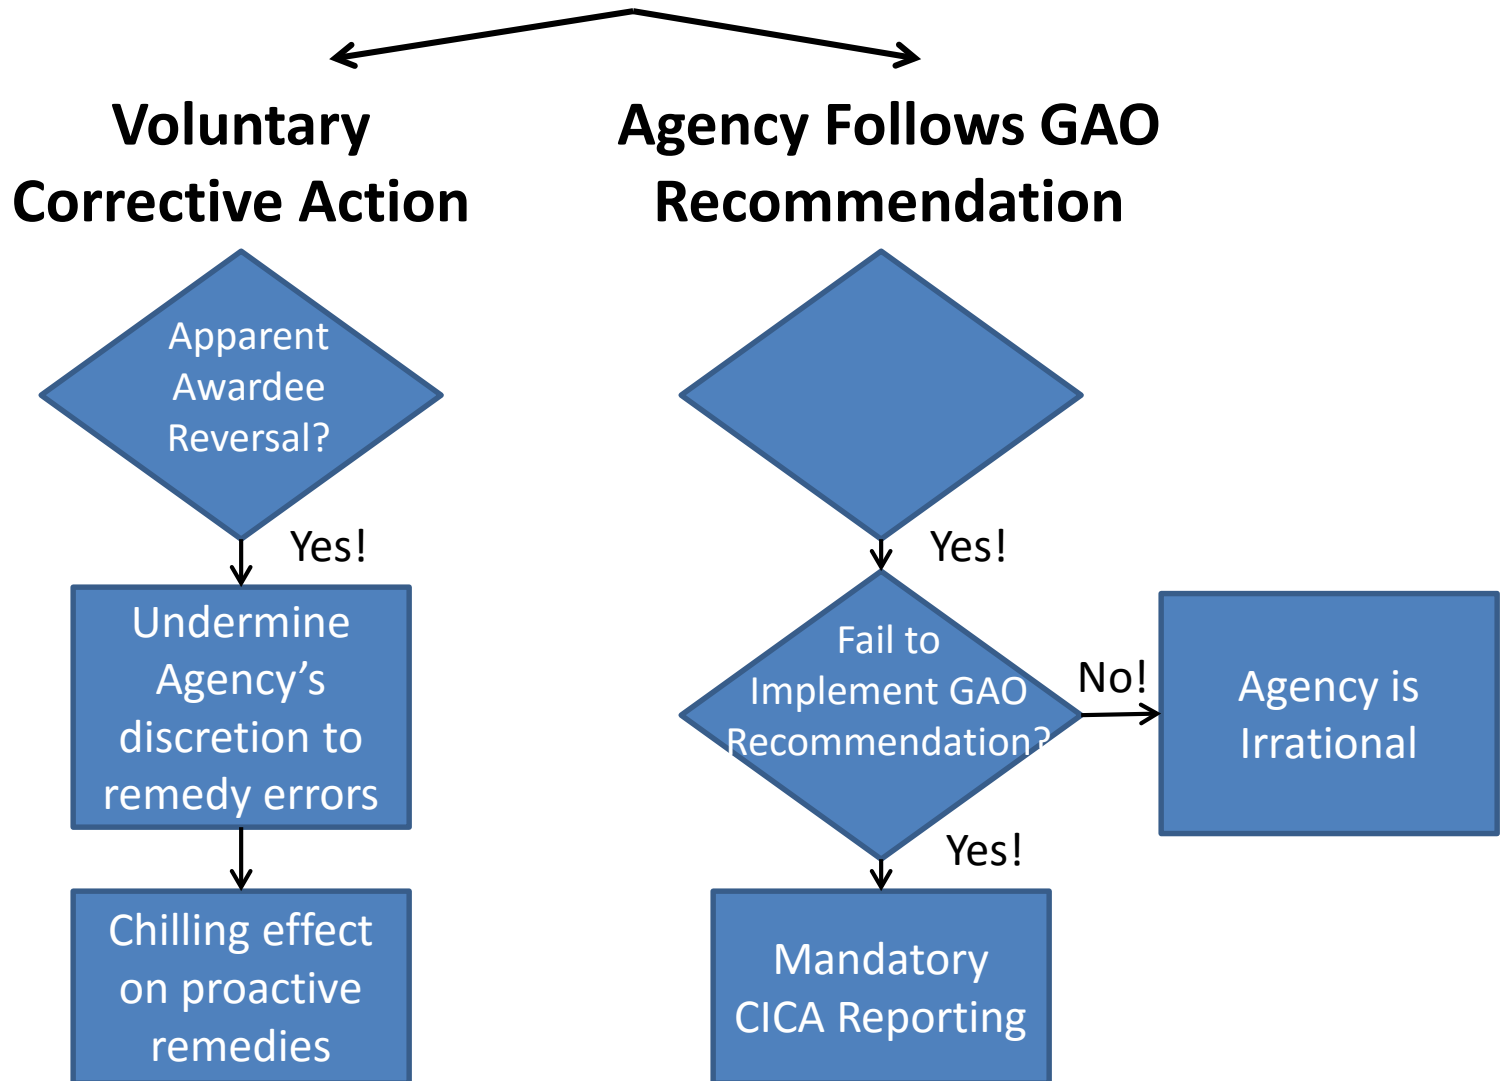 Voluntary
Corrective Action
Agency Follows GAO
Recommendation
Apparent
Awardee
Reversal?
Yes!
Undermine
Agency’s
discretion to
remedy errors
Chilling effect
on proactive
remedies
Yes!
Fail to
Implement GAO
Recommendation?
No!
Agency is
Irrational
Yes!
Mandatory
CICA Reporting